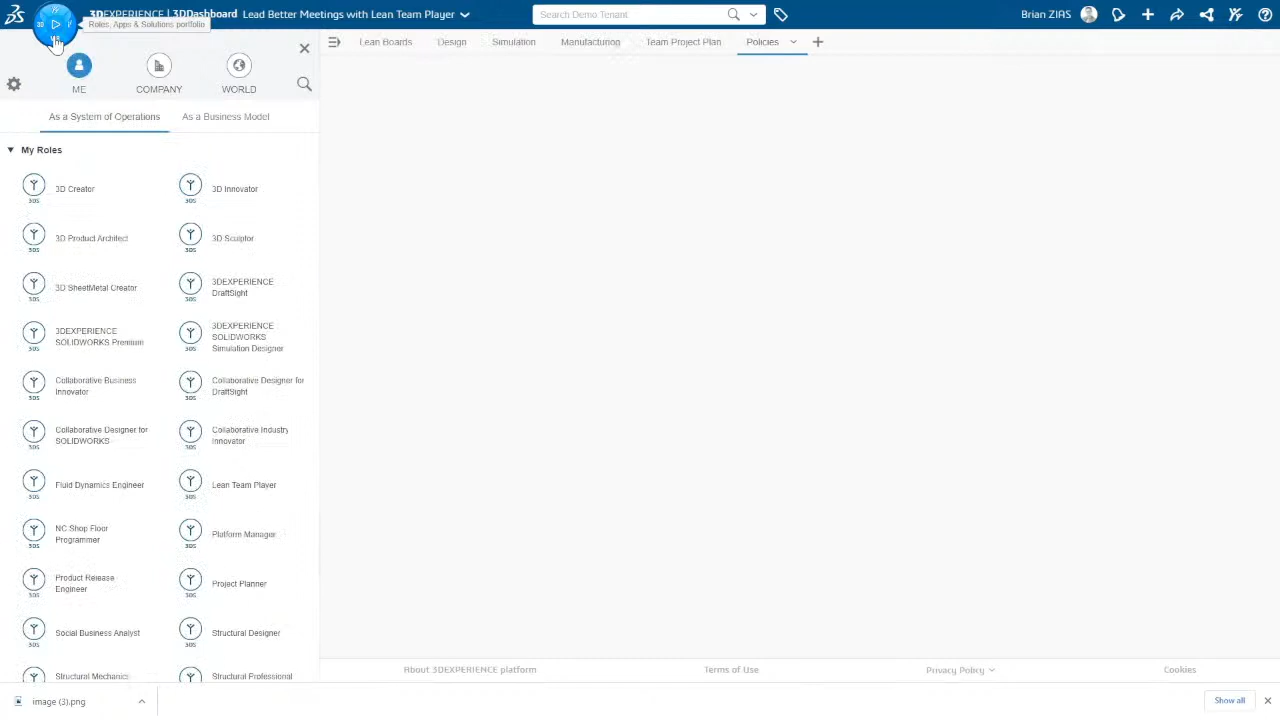 3DEXPERIENCE | 3DDashboard Lead Better Meetings with Lean Team Player
Search Demo Tenant
Brian ZIAS
Roles, Apps & Solutions portfolio
Lean Boards
Design
Simulation
Manufacturing
Team Project Plan
Policies
ME
COMPANY
WORLD
As a System of Operations
As a Business Model
My Roles
3D Creator
3D Innovator
3D Product Architect
3D Sculptor
3D SheetMetal Creator
3DEXPERIENCE
DraftSight
3DEXPERIENCE
SOLIDWORKS Premium
3DEXPERIENCE
SOLIDWORKS
Simulation Designer
Collaborative Business
Innovator
Collaborative Designer for
DraftSight
Collaborative Designer for
SOLIDWORKS
Collaborative Industry
Innovator
Fluid Dynamics Engineer
Lean Team Player
NC Shop Floor
Programmer
Platform Manager
Product Release
Engineer
Project Planner
Social Business Analyst
Structural Designer
Structural Mechanics
Structural Professional
About 3DEXPERIENCE platform
Terms of Use
Privacy Policy
Cookies
image (3).png
Show all